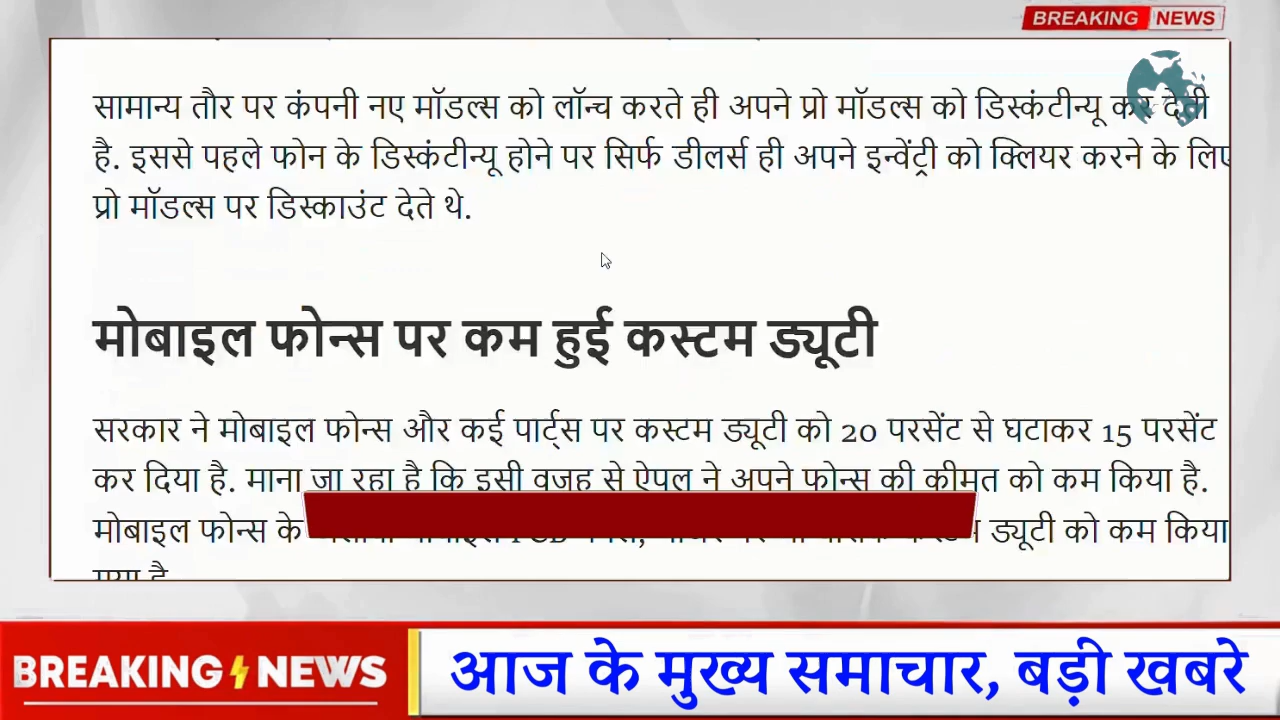 BREAKING NEWS
सामान्य तौर पर कंपनी नए मॉडल्स को लॉन्च करते ही अपने प्रो मॉडल्स को डिस्कंटीन्यू कर देती
है. इससे पहले फोन के डिस्कंटीन्यू होने पर सिर्फ डीलर्स ही अपने इन्वेंट्री को क्लियर करने के लिए
प्रो मॉडल्स पर डिस्काउंट देते थे.
मोबाइल फोन्स पर कम हुई कस्टम ड्यूटी
सरकार ने मोबाइल फोन्स और कई पार्ट्स पर कस्टम ड्यूटी को 20 परसेंट से घटाकर 15 परसेंट
कर दिया है. माना जा रहा है कि इसी वजह से ऐपल ने अपने फोन्स की कीमत को कम किया है.
मोबाइल फोन्स के ड्यूटी को कम किया
BREAKING NEWS
आज के मुख्य समाचार, बड़ी खबरे